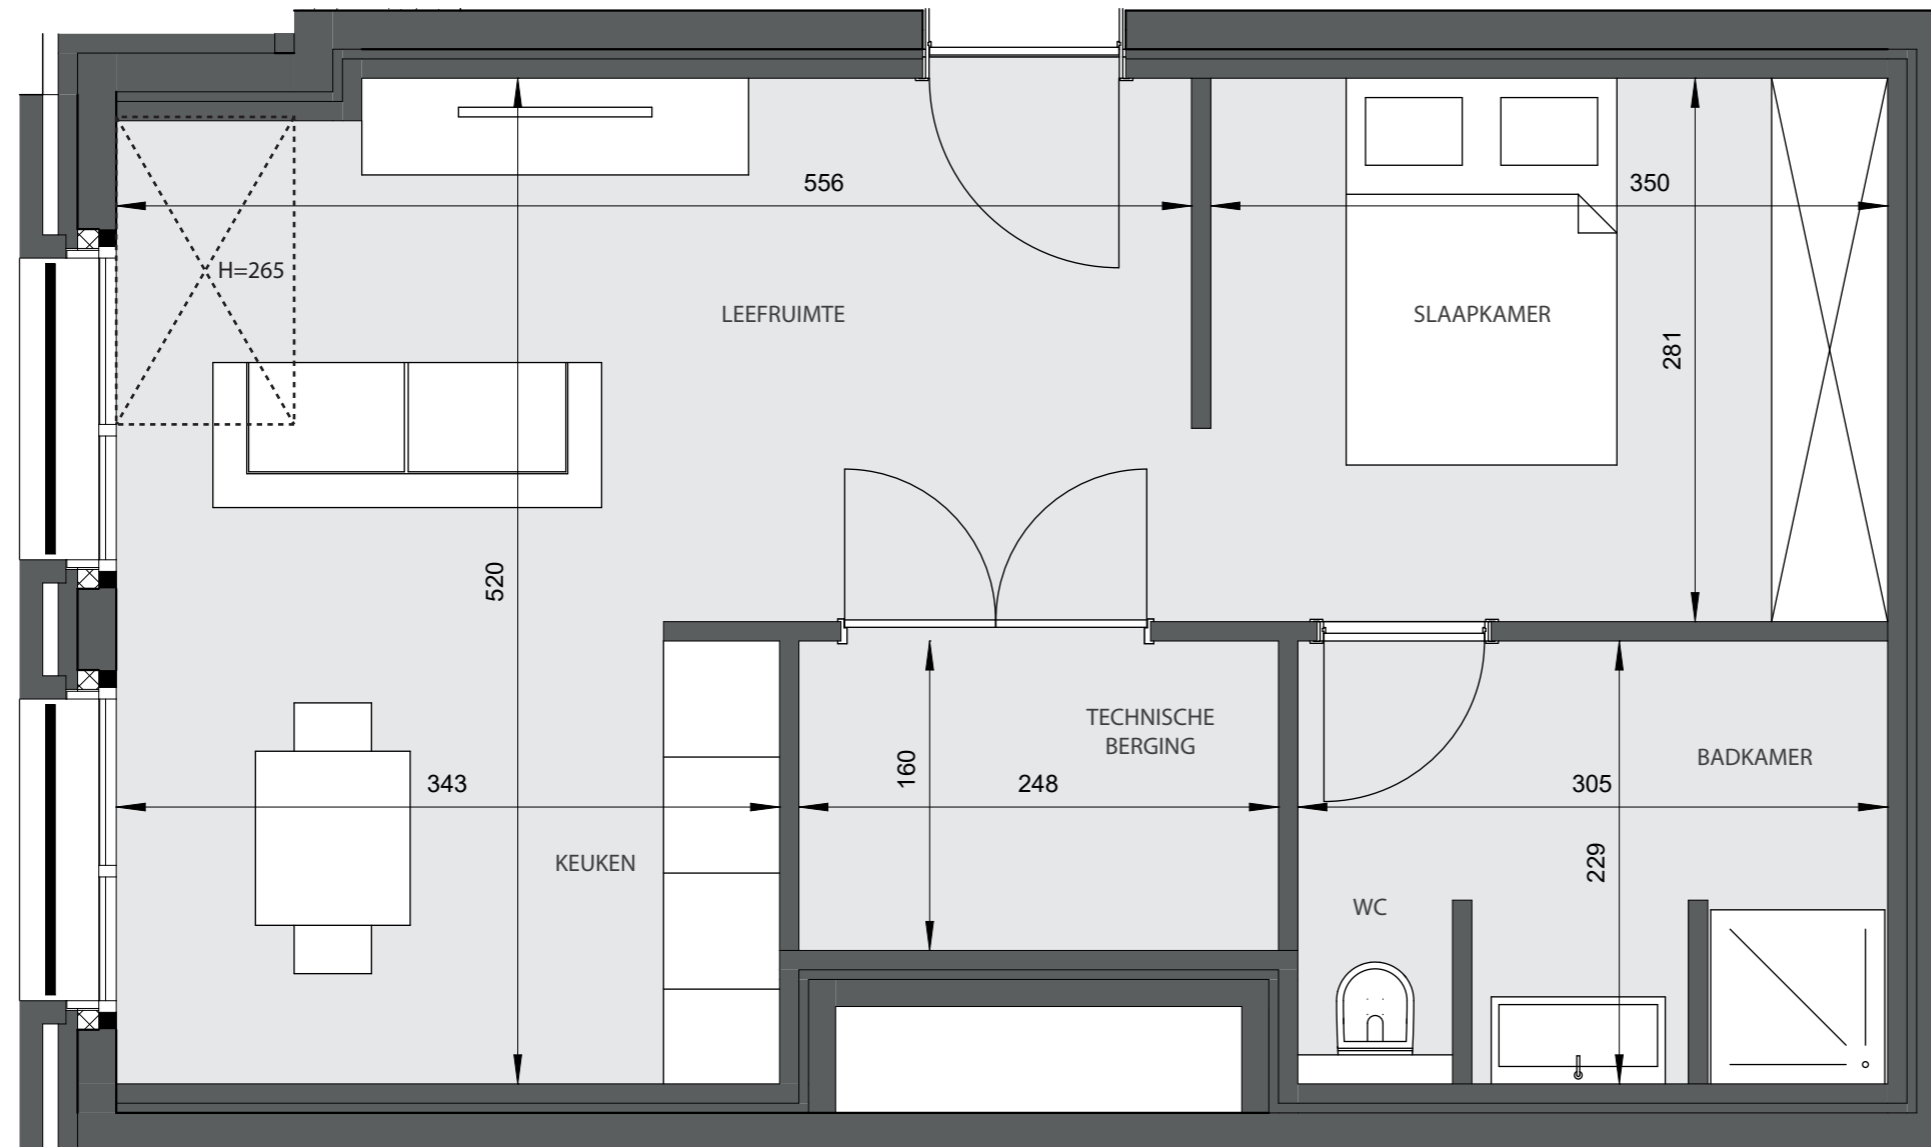 556
350
H=265
LEEFRUIMTE
SLAAPKAMER
281
520
TECHNISCHE
BERGING
160
BADKAMER
343
248
305
KEUKEN
229
WC